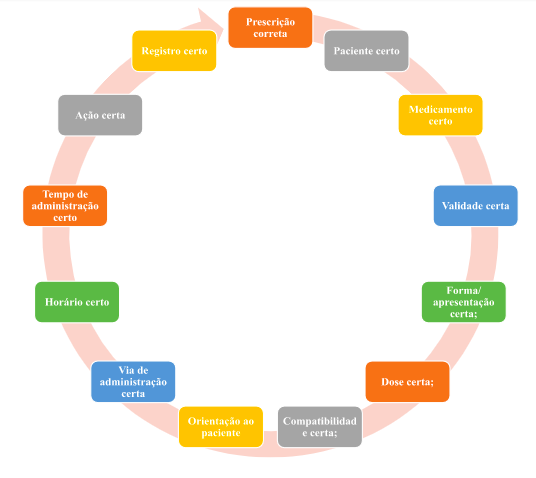 Prescrição
correta
Paciente certo
Medicamento
certo
Validade certa
Forma/
apresentação
certa;
Dose certa;
Compatibilidad
e certa;
Orientação ao
paciente
Via de
administração
certa
Horário certo
Tempo de
administração
certo
Ação certa
Registro certo